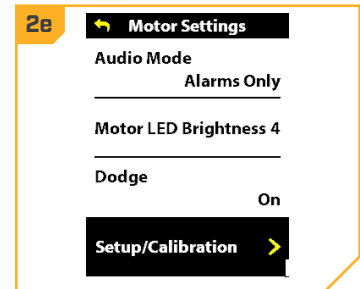 2e
Motor Settings
Audio Mode
Alarms Only
Motor LED Brightness 4
Dodge
On
Setup/Calibration >